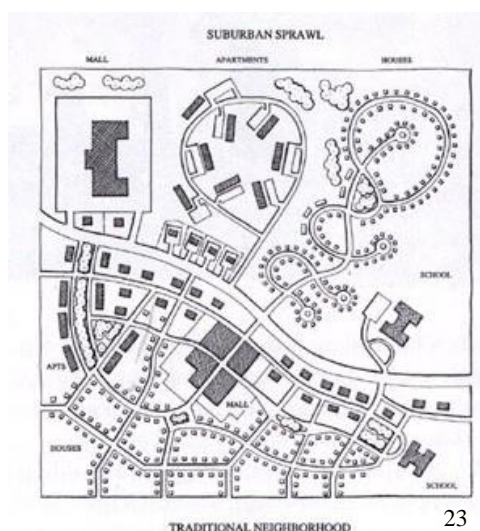 SUBURBAN SPRAWL
MALL APARTMENTS HOUSES
SCHOOL
APTS
MALL
HOUSES
SCHOOL
TRADITIONAL NEIGHBORHOOD
23